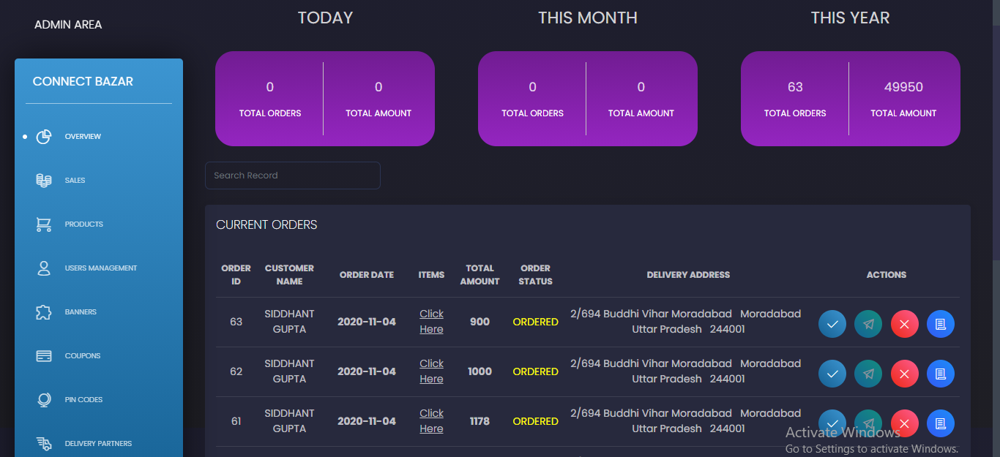 ADMIN AREA
CONNECT BAZAR
OVERVIEW
SALES
PRODUCTS
USERS MANAGEMENT
BANNERS
COUPONS
PIN CODES
DELIVERY PARTNERS
TODAY
0
TOTAL ORDERS
0
TOTAL AMOUNT
THIS MONTH
0
TOTAL ORDERS
0
TOTAL AMOUNT
THIS YEAR
63
TOTAL ORDERS
49950
TOTAL AMOUNT
Search Record
CURRENT ORDERS
ORDER ID CUSTOMER NAME ORDER DATE ITEMS TOTAL AMOUNT ORDER STATUS DELIVERY ADDRESS ACTIONS
63 SIDDHANT GUPTA 2020-11-04 Click Here 900 ORDERED 2/694 Buddhi Vihar Moradabad Moradabad
Uttar Pradesh 244001
62 SIDDHANT GUPTA 2020-11-04 Click Here 1000 ORDERED 2/694 Buddhi Vihar Moradabad Moradabad
Uttar Pradesh 244001
61 SIDDHANT GUPTA 2020-11-04 Click Here 1178 ORDERED 2/694 Buddhi Vihar Moradabad Moradabad
Uttar Pradesh 244001
Activate Windows
Go to Settings to activate Windows.